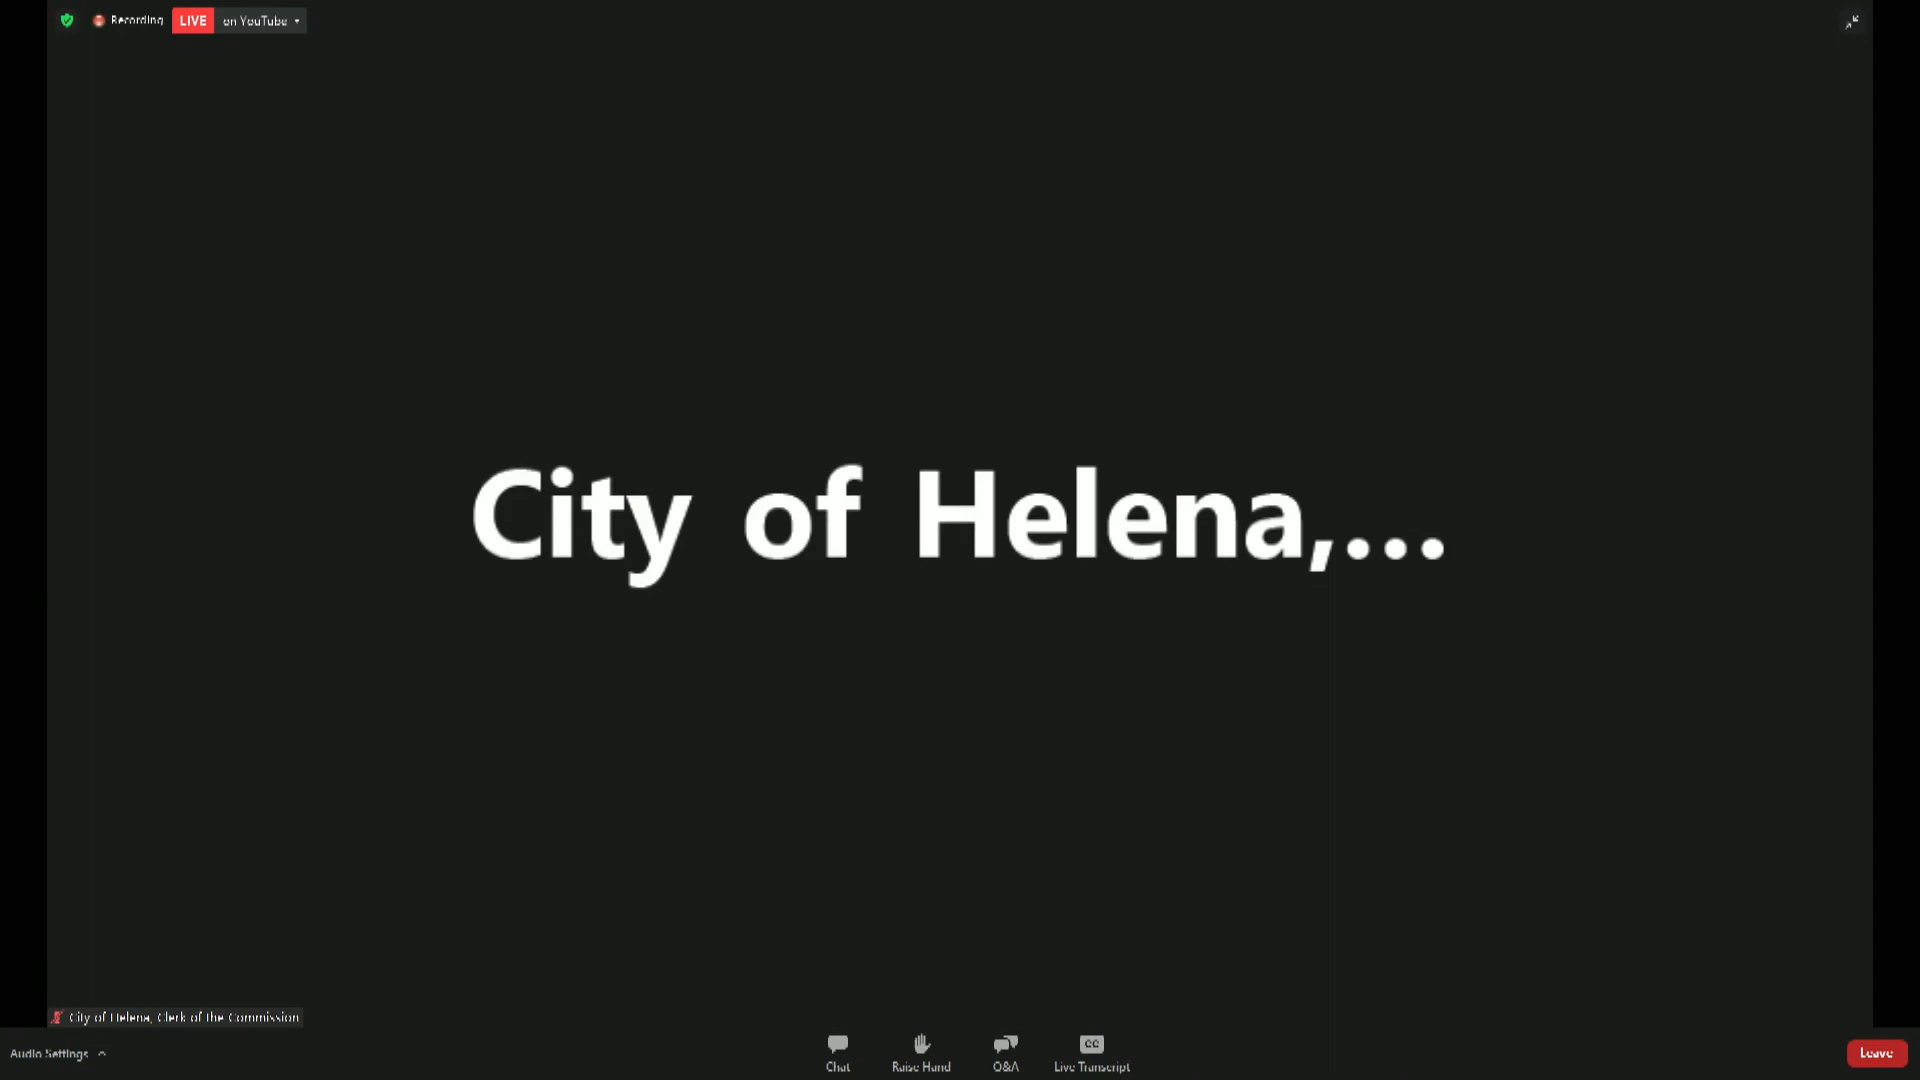 Recording LIVE on YouTube
City of Helena,...
City of Helena, Clerk of the Commission
Audio Settings
Chat
Raise Hand
Q&A
CC
Live Transcript
Leave